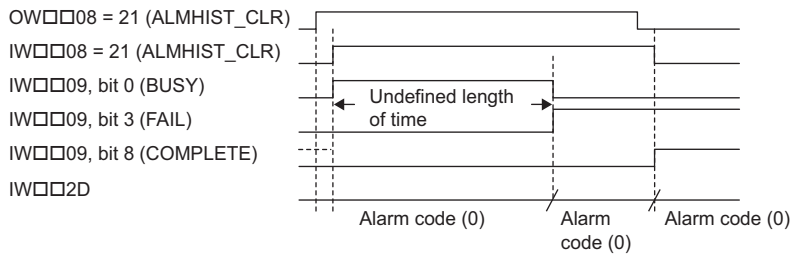 OW□□08 = 21 (ALMHIST_CLR)
IW□□08 = 21 (ALMHIST_CLR)
IW□□09, bit 0 (BUSY)
Undefined length
of time
IW□□09, bit 3 (FAIL)
IW□□09, bit 8 (COMPLETE)
IW□□2D
Alarm code (0)
Alarm
code (0)
Alarm code (0)